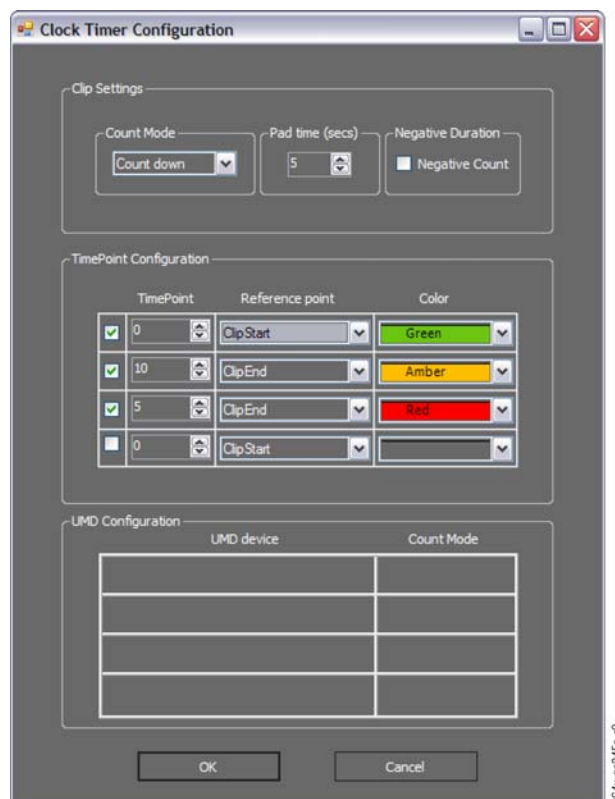 Clock Timer Configuration
Clip Settings
Count Mode
Pad time (secs)
Negative Duration
Count down
5
Negative Count
TimePoint Configuration
TimePoint Reference point Color
0 ClipStart Green
10 ClipEnd Amber
5 ClipEnd Red
0 ClipStart
UMD Configuration
UMD device Count Mode
OK Cancel